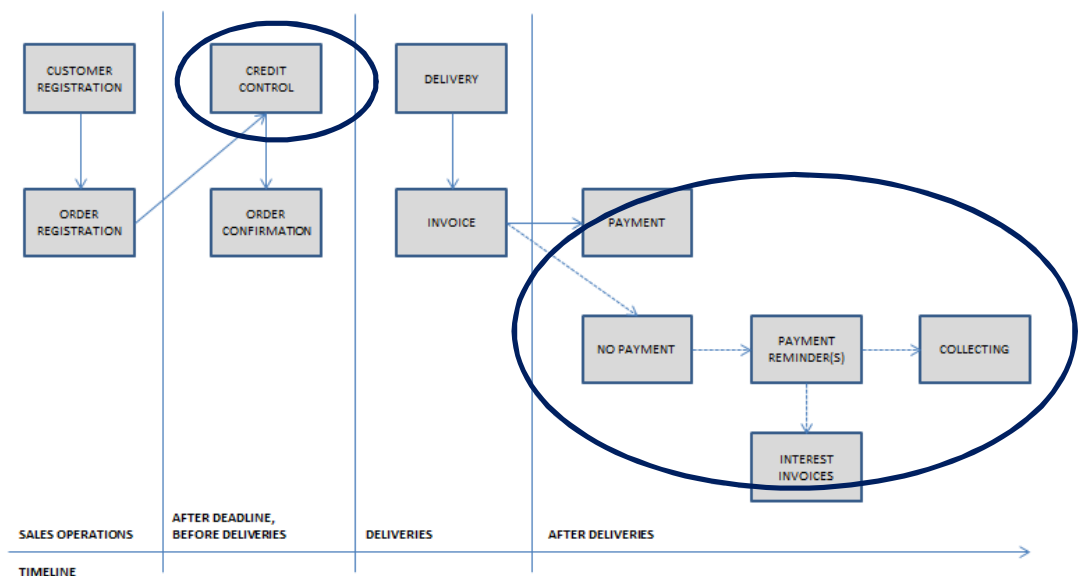 CUSTOMER
REGISTRATION
CREDIT
CONTROL
DELIVERY
ORDER
REGISTRATION
ORDER
CONFIRMATION
INVOICE
PAYMENT
NO PAYMENT
PAYMENT
REMINDER(S)
COLLECTING
INTEREST
INVOICES
SALES OPERATIONS
AFTER DEADLINE,
BEFORE DELIVERIES
DELIVERIES
AFTER DELIVERIES
TIMELINE